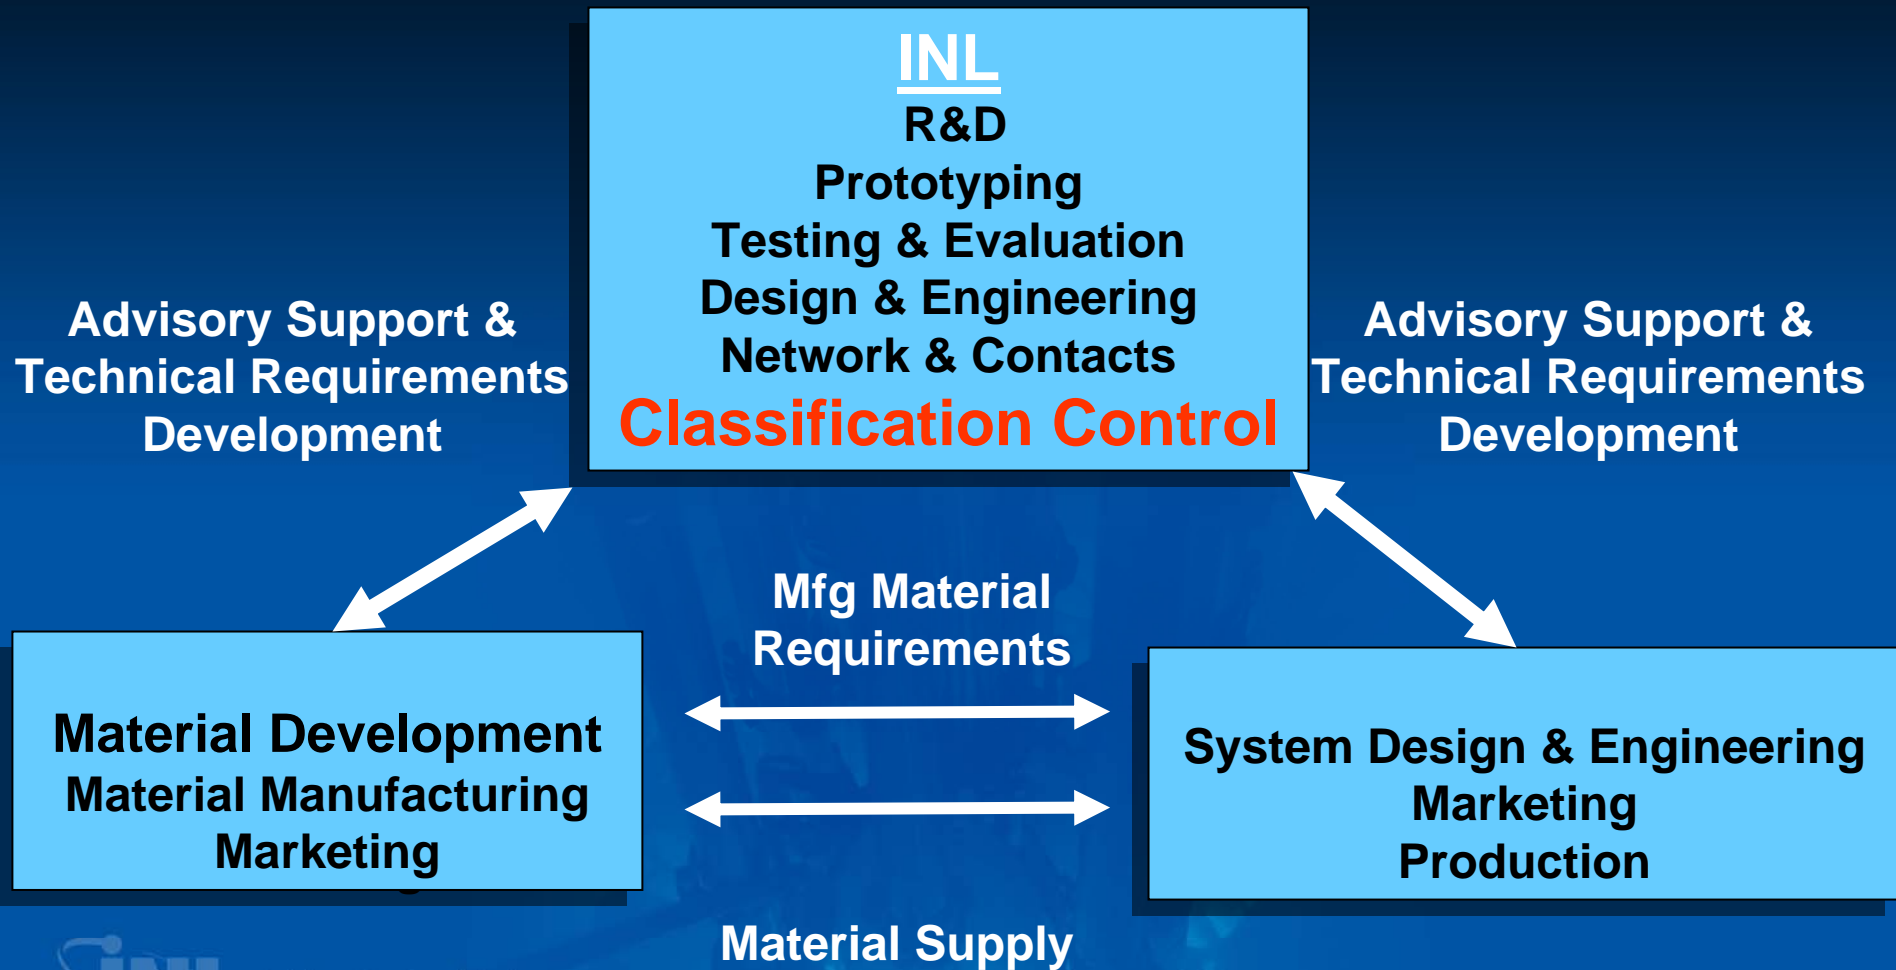 INL
R&D
Prototyping
Testing & Evaluation
Design & Engineering
Network & Contacts
Classification Control
Advisory Support &
Technical Requirements
Development
Advisory Support &
Technical Requirements
Development
Mfg Material
Requirements
Material Development
Material Manufacturing
Marketing
System Design & Engineering
Marketing
Production
Material Supply
INL